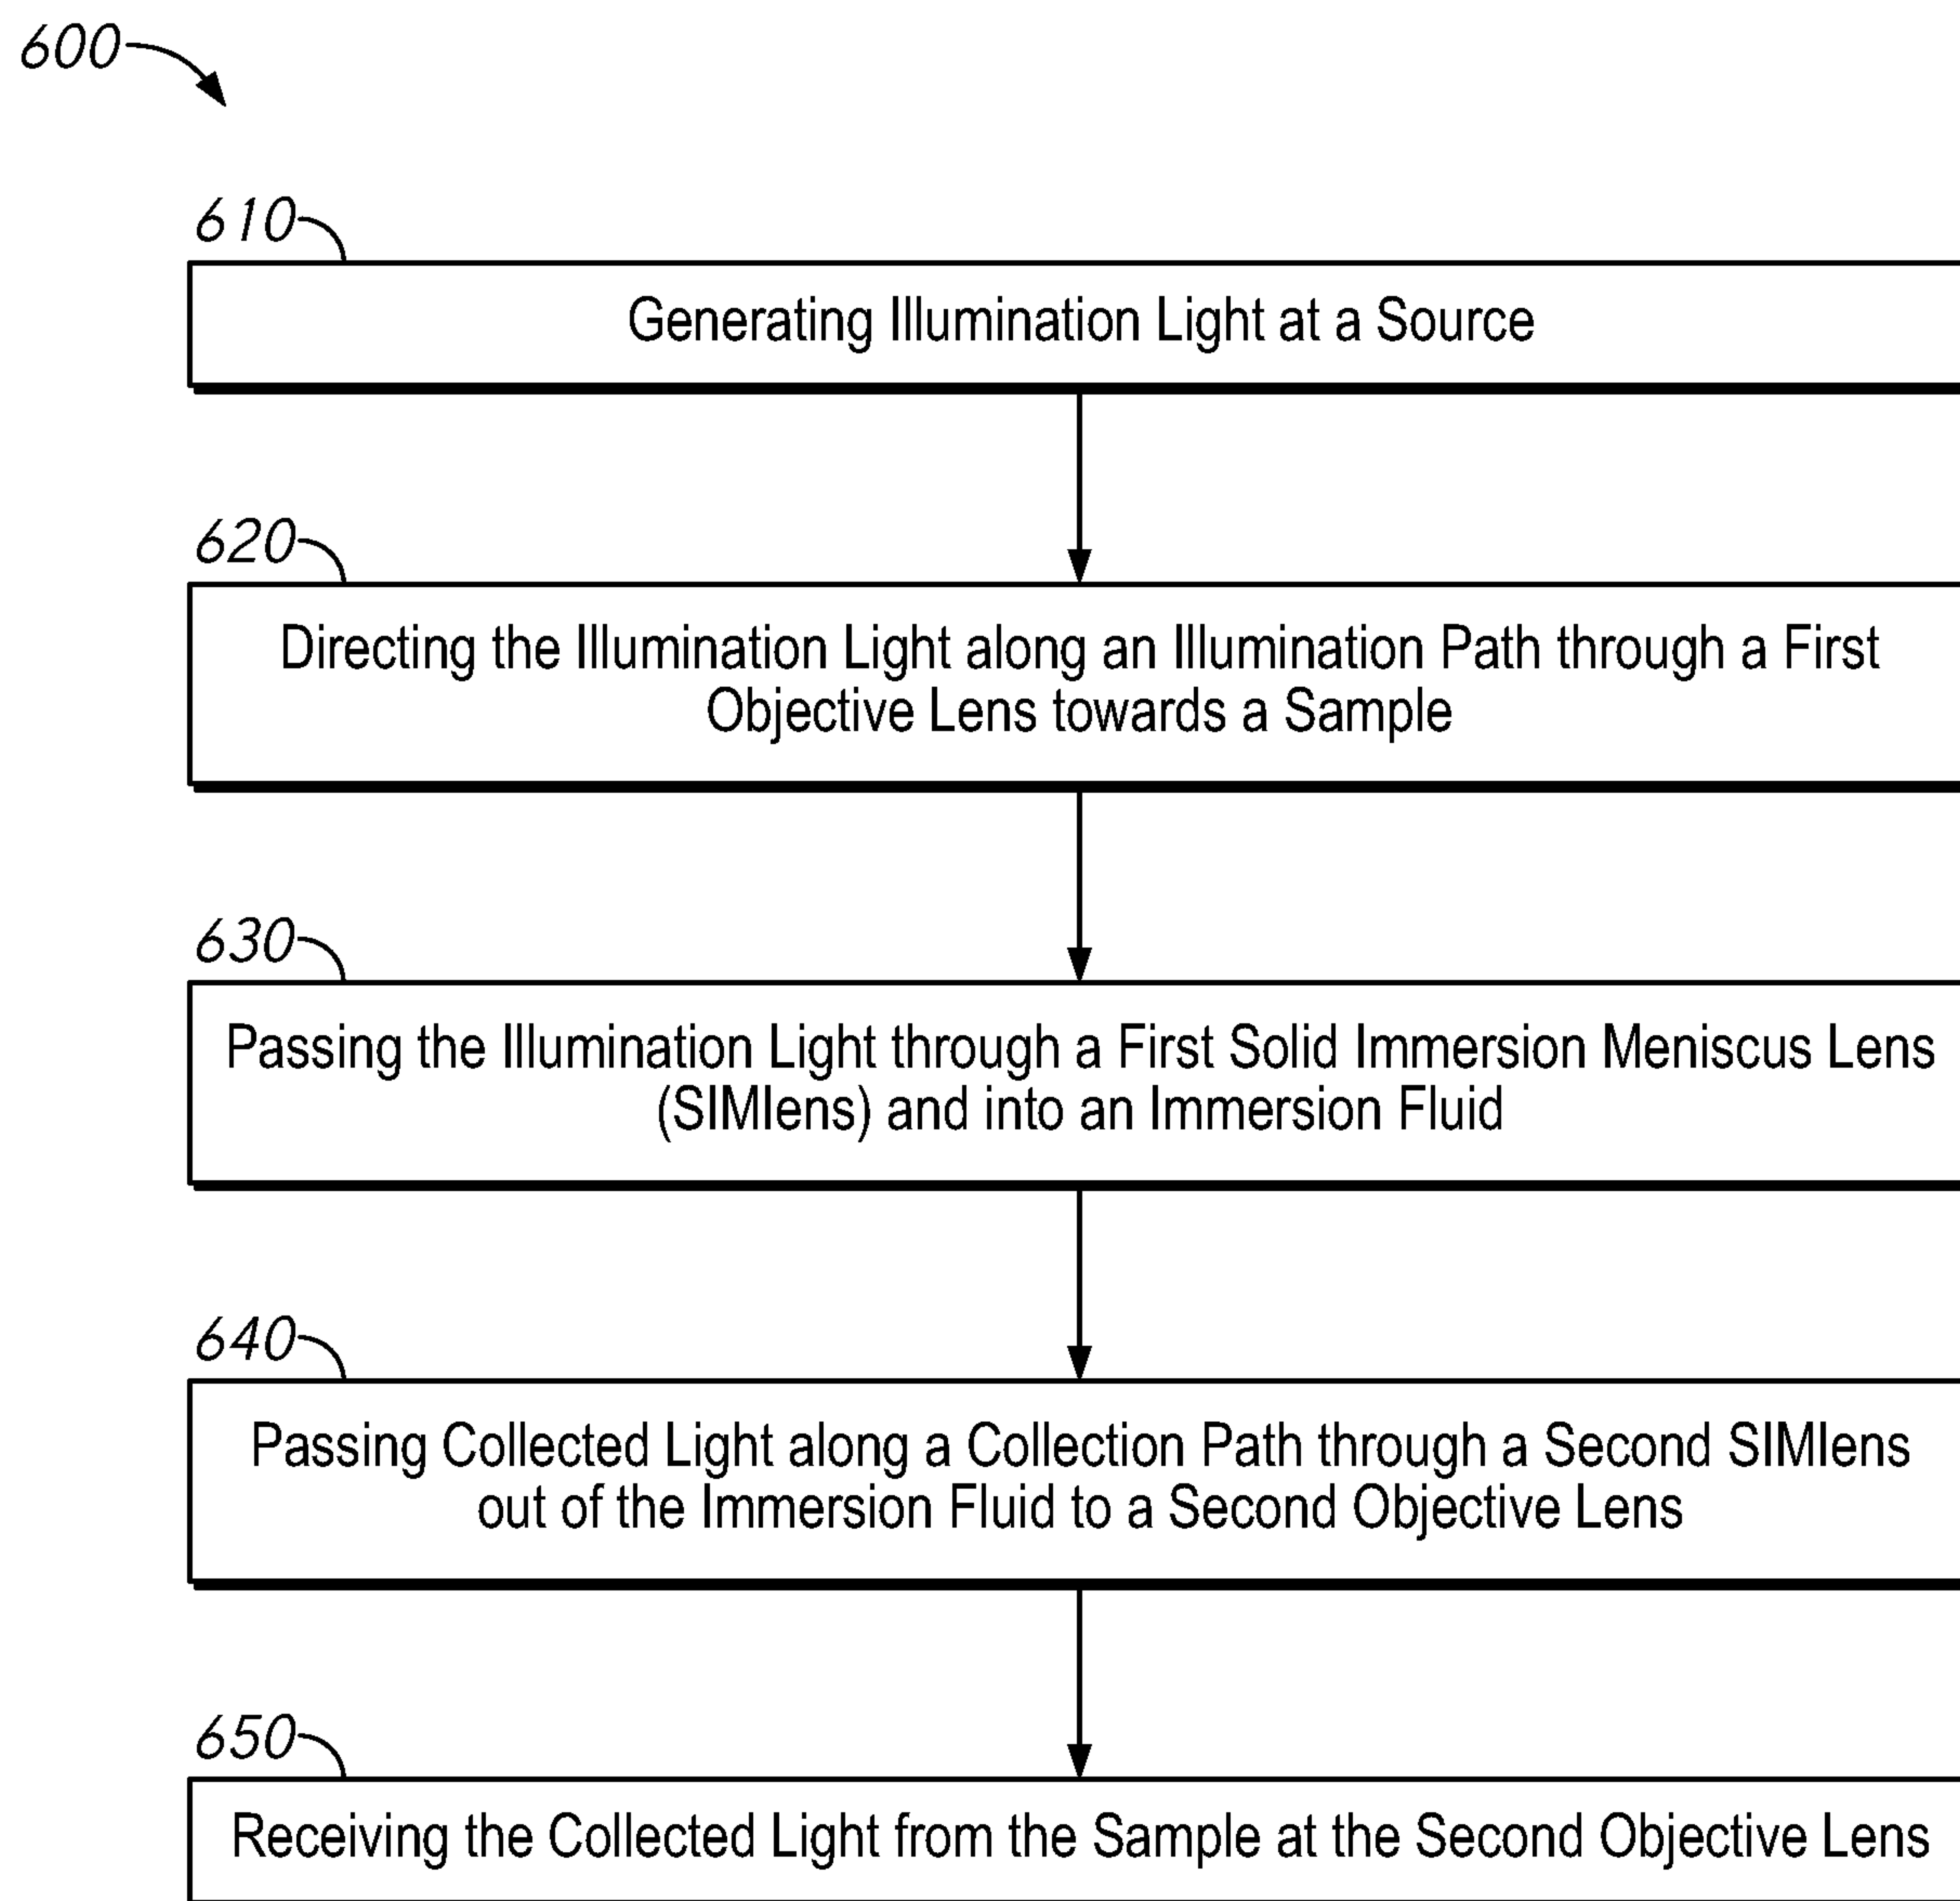 600
610
Generating Illumination Light at a Source
620
Directing the Illumination Light along an Illumination Path through a First
Objective Lens towards a Sample
630
Passing the Illumination Light through a First Solid Immersion Meniscus Lens
(SIMlens) and into an Immersion Fluid
640
Passing Collected Light along a Collection Path through a Second SIMlens
out of the Immersion Fluid to a Second Objective Lens
650
Receiving the Collected Light from the Sample at the Second Objective Lens